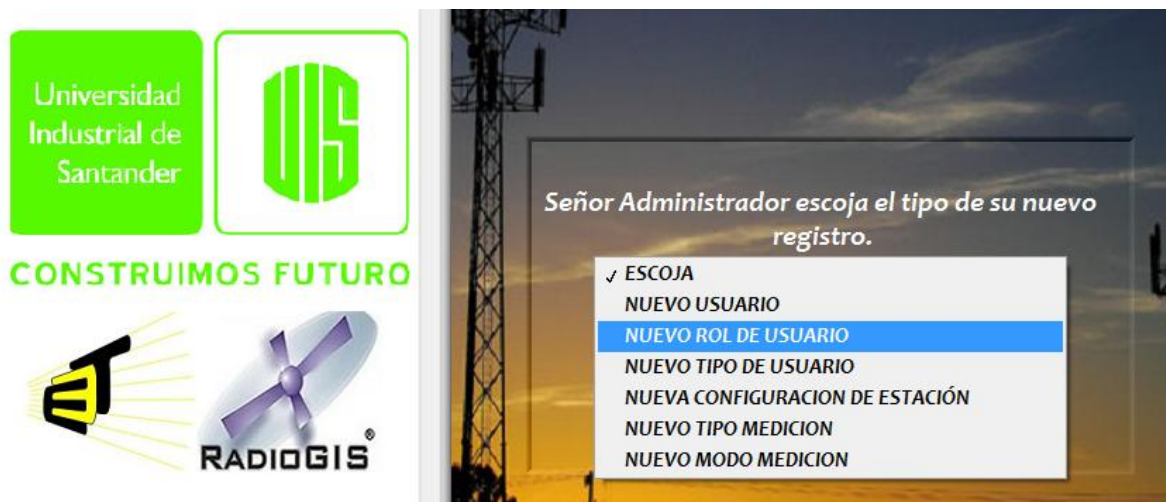 Universidad
Industrial de
Santander
UIS
CONSTRUIMOS FUTURO
RADIOGIS®
Señor Administrador escoja el tipo de su nuevo
registro.
✓ ESCOJA
NUEVO USUARIO
NUEVO ROL DE USUARIO
NUEVO TIPO DE USUARIO
NUEVA CONFIGURACION DE ESTACIÓN
NUEVO TIPO MEDICION
NUEVO MODO MEDICION